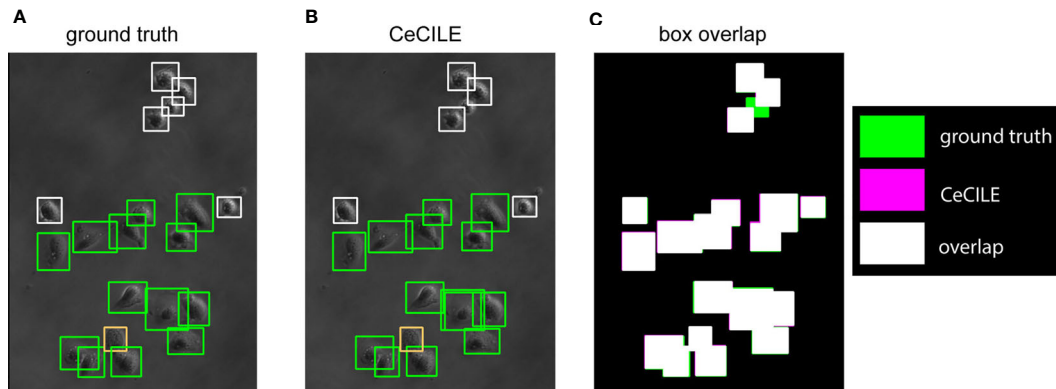 A
ground truth
B
CeCILE
C
box overlap
ground truth
CeCILE
overlap